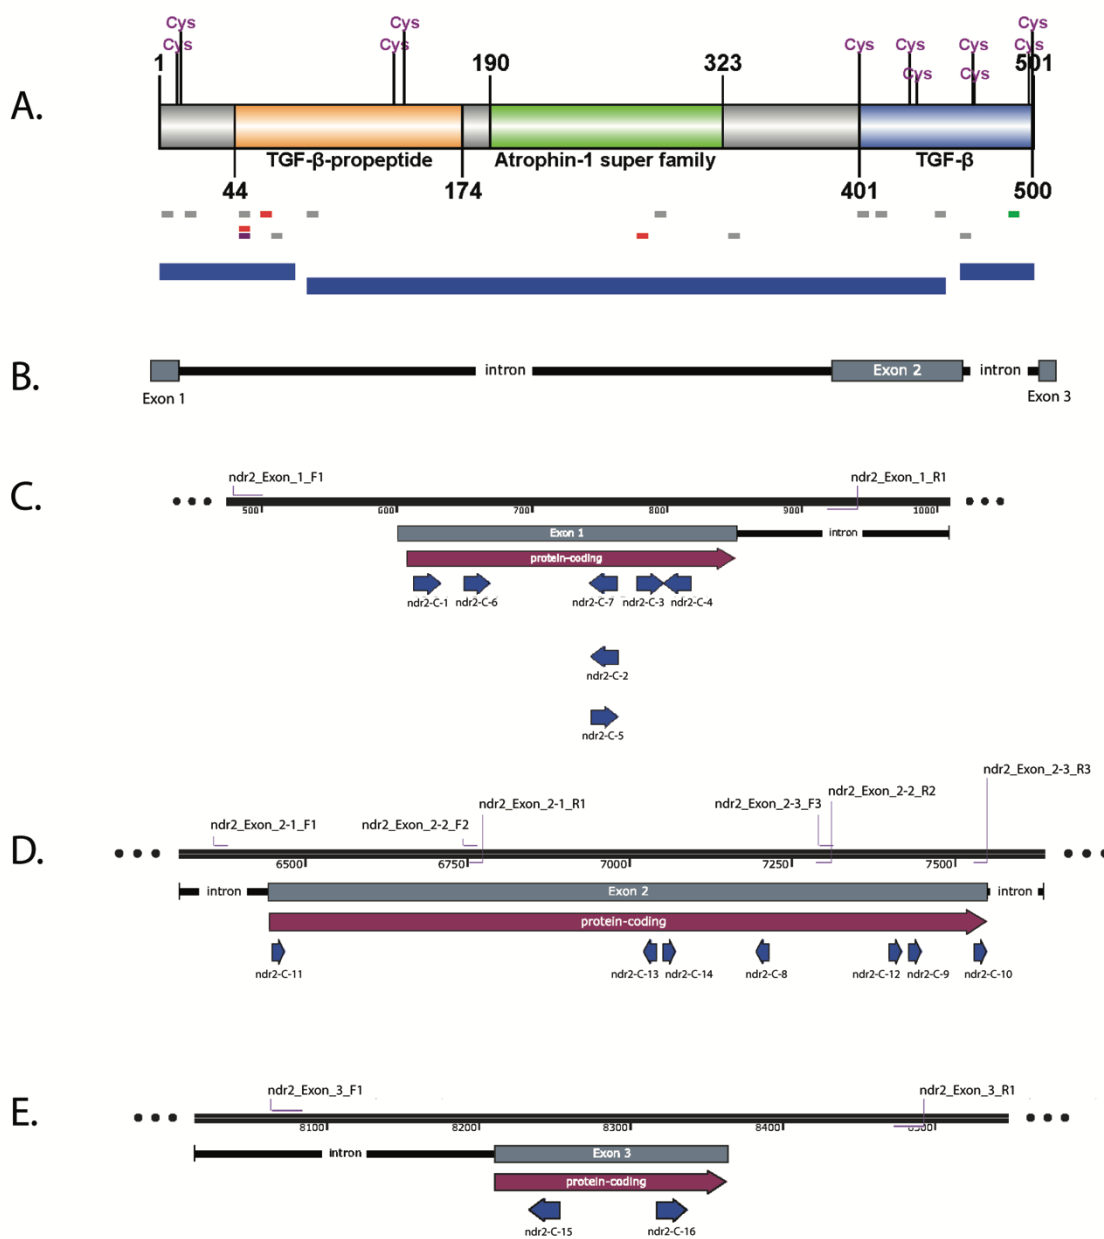 A.
Cys Cys Cys
Cys Cys Cys Cys Cys Cys
Cys Cys
1 190 323 501
TGF-β-propeptide Atrophin-1 super family TGF-β
44 174 401 500
B.
intron Exon 2 intron
Exon 1 Exon 3
C.
ndr2_Exon_1_F1 ndr2_Exon_1_R1
500 600 700 800 900 1000
Exon 1 intron
protein-coding
ndr2-C-1 ndr2-C-6 ndr2-C-7 ndr2-C-3 ndr2-C-4
ndr2-C-2
ndr2-C-5
D.
ndr2_Exon_2-3_R3
ndr2_Exon_2-2_R2
ndr2_Exon_2-1_R1 ndr2_Exon_2-3_F3
ndr2_Exon_2-1_F1 ndr2_Exon_2-2_F2
6500 6750 7000 7250 7500
intron Exon 2 intron
protein-coding
ndr2-C-11 ndr2-C-13 ndr2-C-14 ndr2-C-8 ndr2-C-12 ndr2-C-9 ndr2-C-10
E.
ndr2_Exon_3_F1 ndr2_Exon_3_R1
8100 8200 8300 8400 8500
intron Exon 3
protein-coding
ndr2-C-15 ndr2-C-16